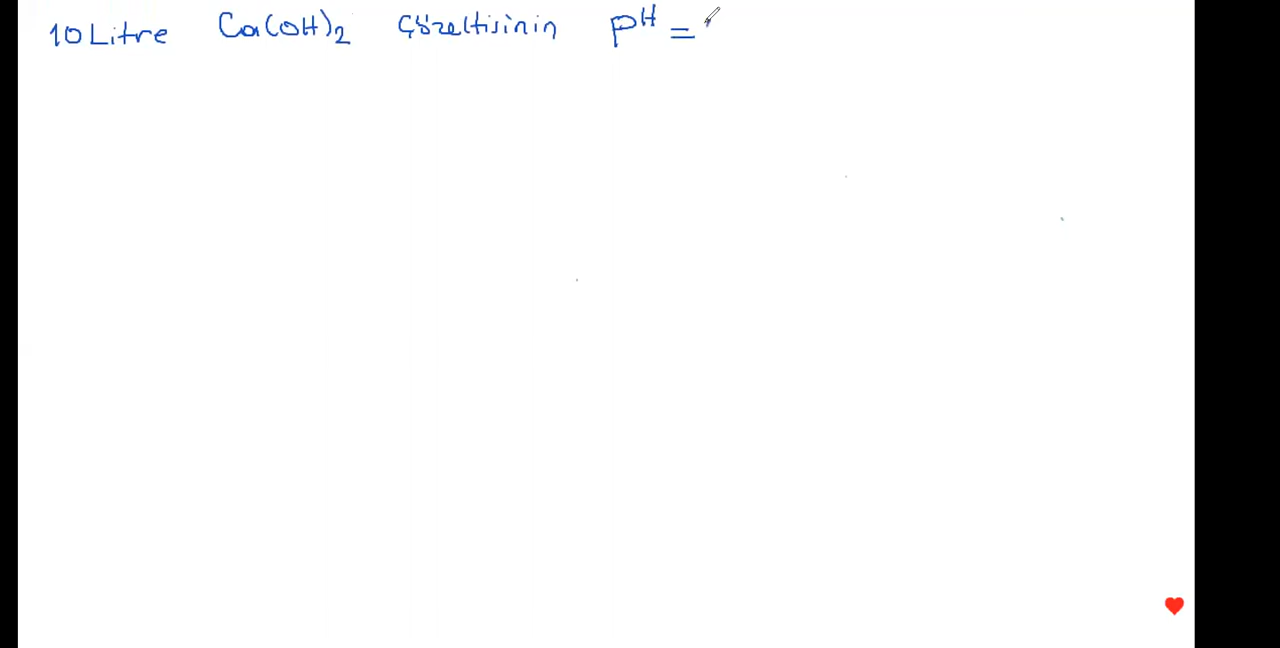 10 Litre Ca(OH)₂ Çözeltisinin pH =